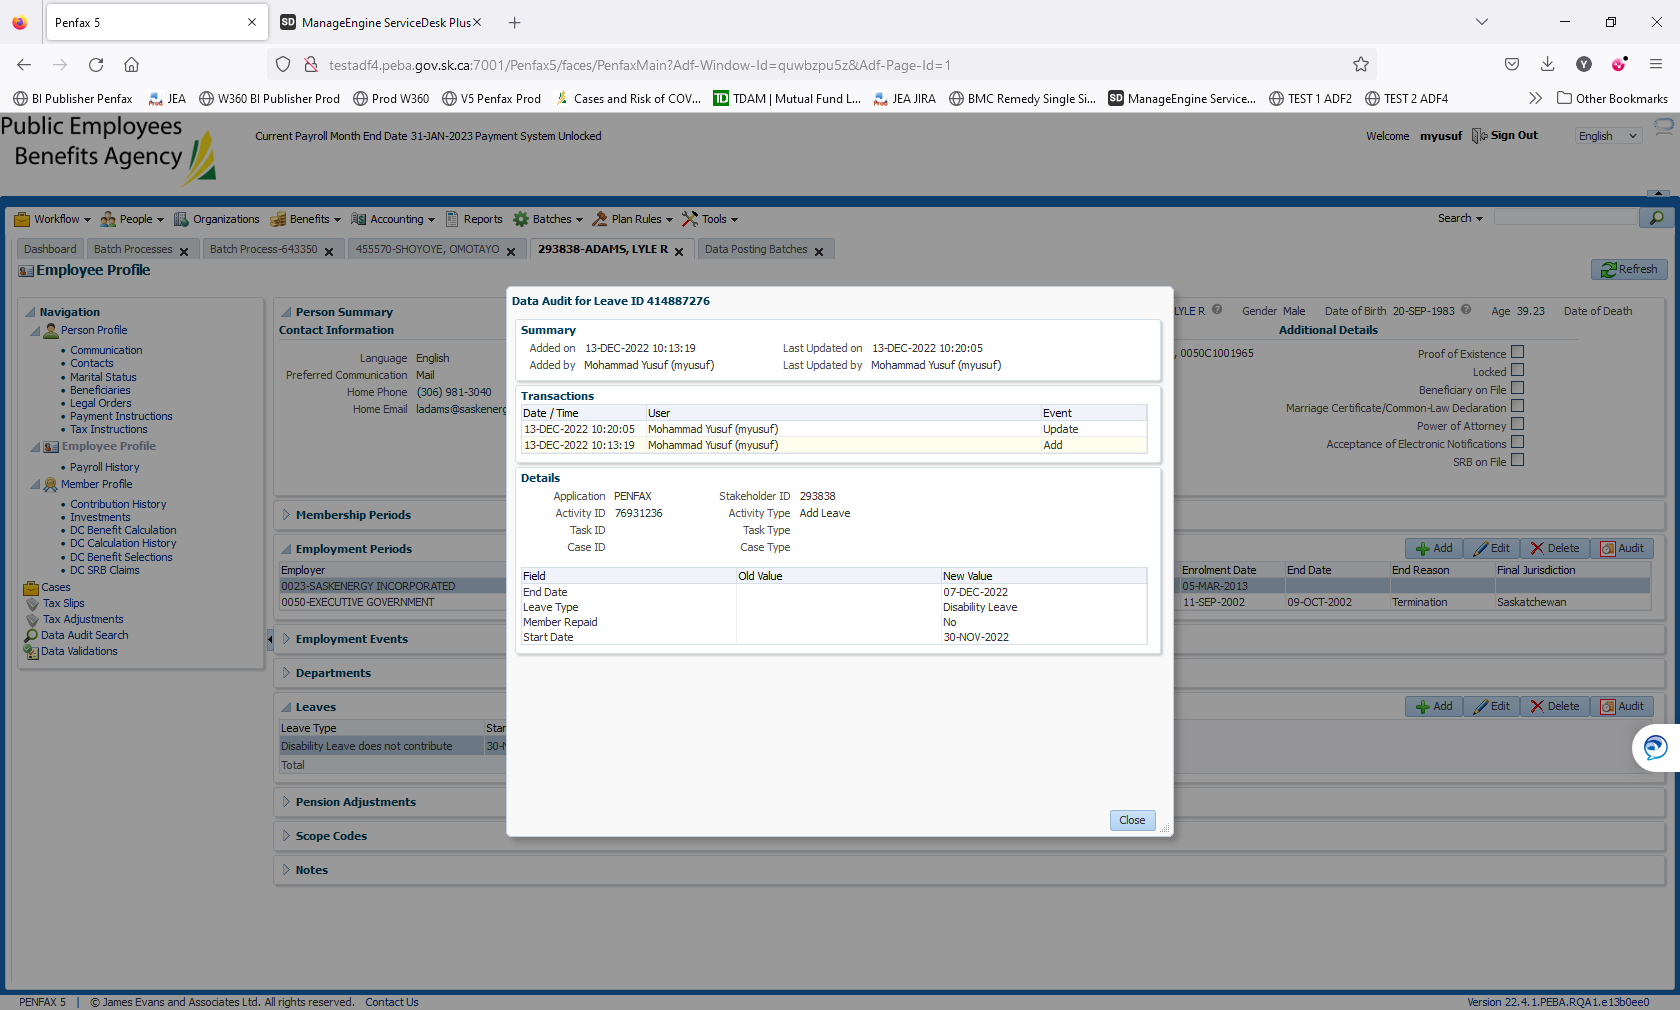 Penfax 5
ManageEngine ServiceDesk Plus
testadf4.peba.gov.sk.ca:7001/Penfax5/faces/PenfaxMain?Adf-Window-Id=quwbzpu5z&Adf-Page-Id=1
BI Publisher Penfax JEA W360 BI Publisher Prod Prod W360 V5 Penfax Prod Cases and Risk of COV... TDAM | Mutual Fund L... JEA JIRA BMC Remedy Single Si... ManageEngine Service... TEST 1 ADF2 TEST 2 ADF4 Other Bookmarks
Public Employees
Benefits Agency
Current Payroll Month End Date 31-JAN-2023 Payment System Unlocked
Welcome myusuf Sign Out English
Workflow People Organizations Benefits Accounting Reports Batches Plan Rules Tools Search
Dashboard Batch Processes Batch Process-643350 455570-SHOYOYE, OMOTAYO 293838-ADAMS, LYLE R Data Posting Batches
Employee Profile
Refresh
Navigation
Person Profile
Communication
Contacts
Marital Status
Beneficiaries
Legal Orders
Payment Instructions
Tax Instructions
Employee Profile
Payroll History
Member Profile
Contribution History
Investments
DC Benefit Calculation
DC Calculation History
DC Benefit Selections
DC SRB Claims
Cases
Tax Slips
Tax Adjustments
Data Audit Search
Data Validations
Person Summary
LYLE R Gender Male Date of Birth 20-SEP-1983 Age 39.23 Date of Death
Contact Information
Additional Details
Language English
Preferred Communication Mail
Home Phone (306) 981-3040
Home Email ladams@saskenerg
, 0050C1001965
Proof of Existence
Locked
Beneficiary on File
Marriage Certificate/Common-Law Declaration
Power of Attorney
Acceptance of Electronic Notifications
SRB on File
Membership Periods
Employment Periods
Add Edit Delete Audit
Employer Enrolment Date End Date End Reason Final Jurisdiction
0023-SASKENERGY INCORPORATED 05-MAR-2013
0050-EXECUTIVE GOVERNMENT 11-SEP-2002 09-OCT-2002 Termination Saskatchewan
Employment Events
Departments
Leaves
Add Edit Delete Audit
Leave Type Star
Disability Leave does not contribute 30-N
Total
Pension Adjustments
Scope Codes
Notes
Data Audit for Leave ID 414887276
Summary
Added on 13-DEC-2022 10:13:19 Last Updated on 13-DEC-2022 10:20:05
Added by Mohammad Yusuf (myusuf) Last Updated by Mohammad Yusuf (myusuf)
Transactions
Date / Time User Event
13-DEC-2022 10:20:05 Mohammad Yusuf (myusuf) Update
13-DEC-2022 10:13:19 Mohammad Yusuf (myusuf) Add
Details
Application PENFAX Stakeholder ID 293838
Activity ID 76931236 Activity Type Add Leave
Task ID Task Type
Case ID Case Type
Field Old Value New Value
End Date 07-DEC-2022
Leave Type Disability Leave
Member Repaid No
Start Date 30-NOV-2022
Close
PENFAX 5 | © James Evans and Associates Ltd. All rights reserved. Contact Us
Version 22.4.1.PEBA.RQA1.e13b0ee0